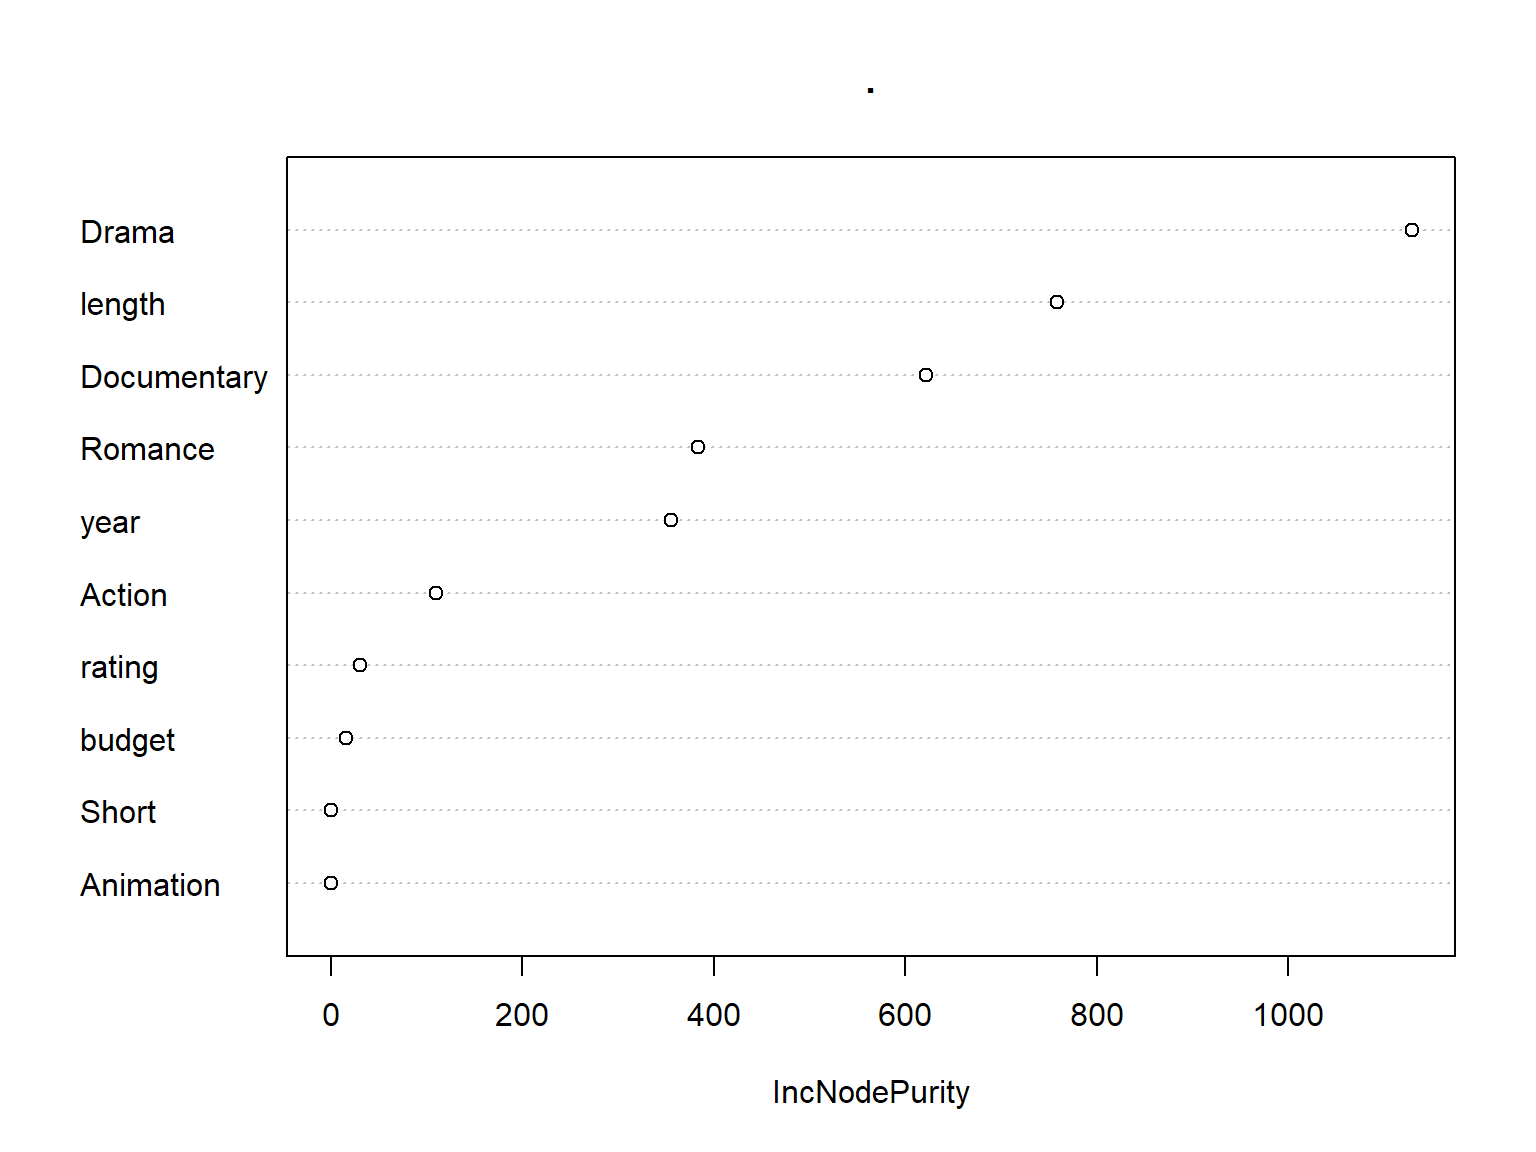 .
Drama
length
Documentary
Romance
year
Action
rating
budget
Short
Animation
0 200 400 600 800 1000
IncNodePurity